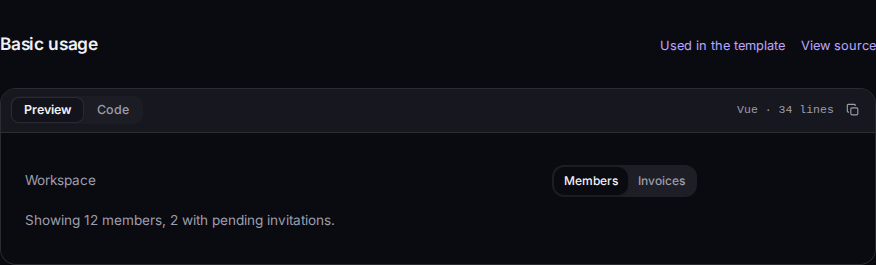 Basic usage
Used in the template View source
Preview Code
Vue · 34 lines
Workspace
Members Invoices
Showing 12 members, 2 with pending invitations.